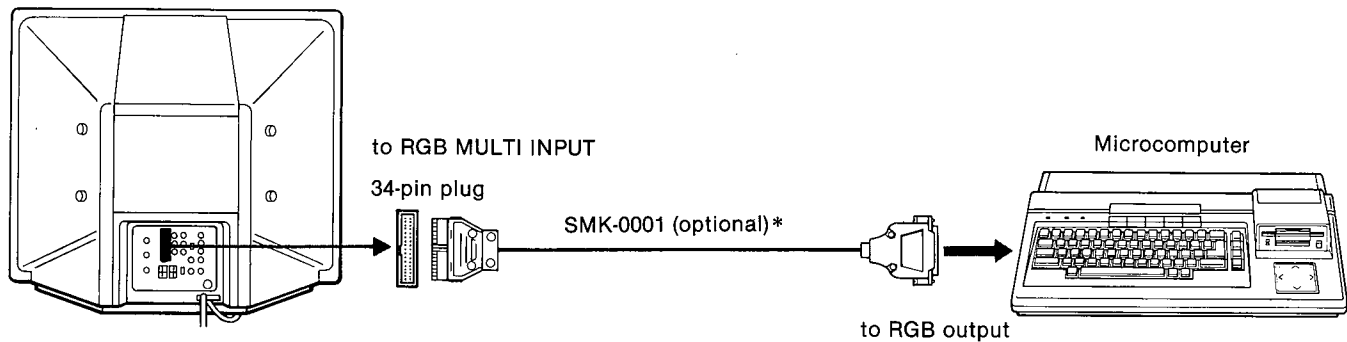 to RGB MULTI INPUT
34-pin plug
SMK-0001 (optional)*
Microcomputer
to RGB output